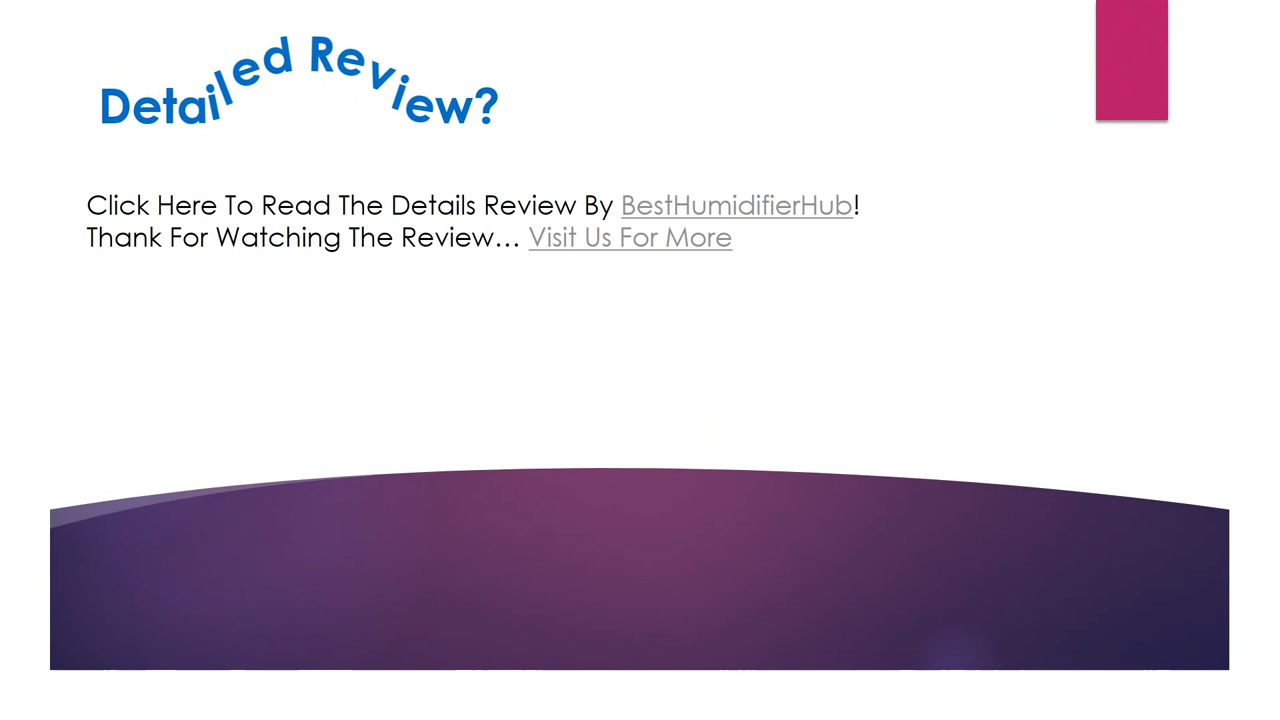 Detailed Review?
Click Here To Read The Details Review By BestHumidifierHub!
Thank For Watching The Review... Visit Us For More